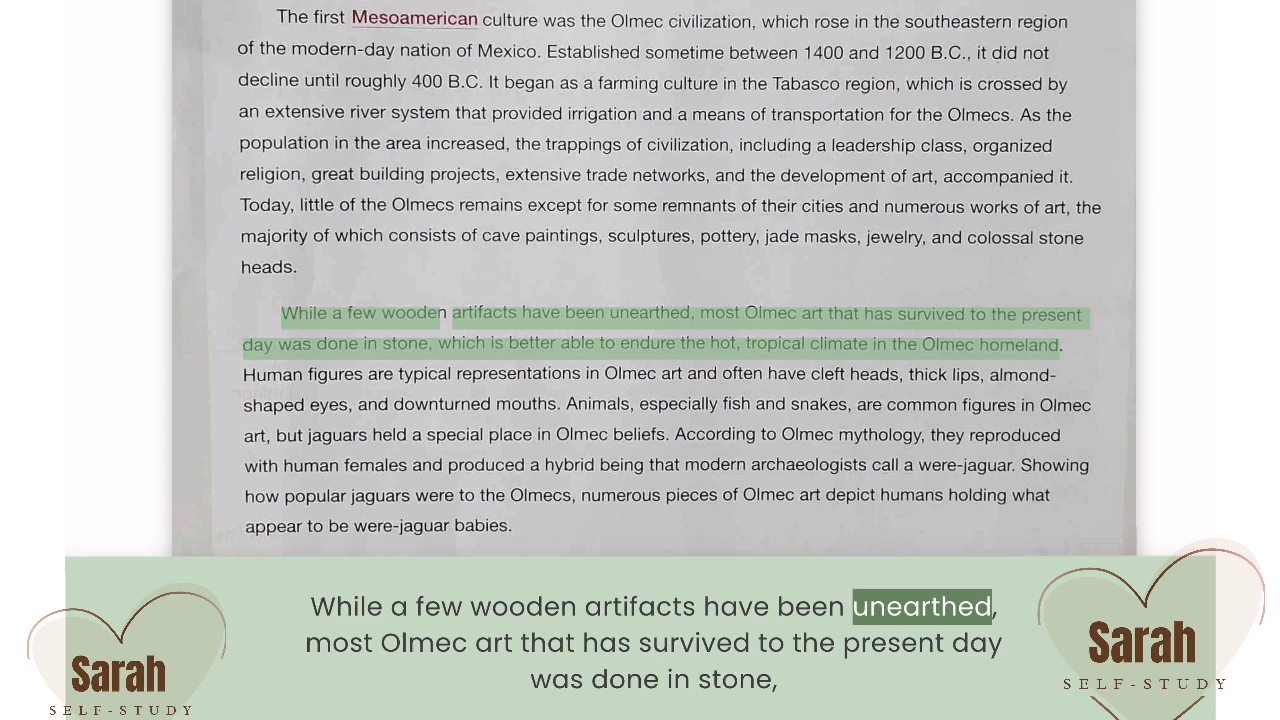 The first Mesoamerican culture was the Olmec civilization, which rose in the southeastern region
of the modern-day nation of Mexico. Established sometime between 1400 and 1200 B.C., it did not
decline until roughly 400 B.C. It began as a farming culture in the Tabasco region, which is crossed by
an extensive river system that provided irrigation and a means of transportation for the Olmecs. As the
population in the area increased, the trappings of civilization, including a leadership class, organized
religion, great building projects, extensive trade networks, and the development of art, accompanied it.
Today, little of the Olmecs remains except for some remnants of their cities and numerous works of art, the
majority of which consists of cave paintings, sculptures, pottery, jade masks, jewelry, and colossal stone
heads.
While a few wooden artifacts have been unearthed, most Olmec art that has survived to the present
day was done in stone, which is better able to endure the hot, tropical climate in the Olmec homeland.
Human figures are typical representations in Olmec art and often have cleft heads, thick lips, almond-
shaped eyes, and downturned mouths. Animals, especially fish and snakes, are common figures in Olmec
art, but jaguars held a special place in Olmec beliefs. According to Olmec mythology, they reproduced
with human females and produced a hybrid being that modern archaeologists call a were-jaguar. Showing
how popular jaguars were to the Olmecs, numerous pieces of Olmec art depict humans holding what
appear to be were-jaguar babies.
While a few wooden artifacts have been unearthed,
most Olmec art that has survived to the present day
was done in stone,
Sarah
SELF-STUDY
Sarah
SELF-STUDY